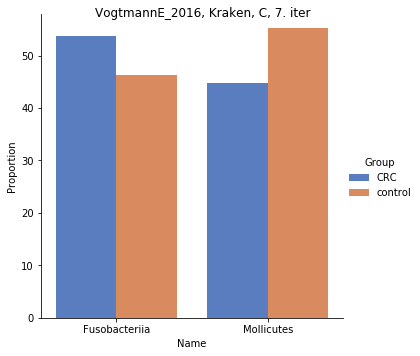 VogtmannE_2016, Kraken, C, 7. iter
Proportion
50
40
30
20
10
0
Fusobacteriia
Mollicutes
Name
Group
CRC
control